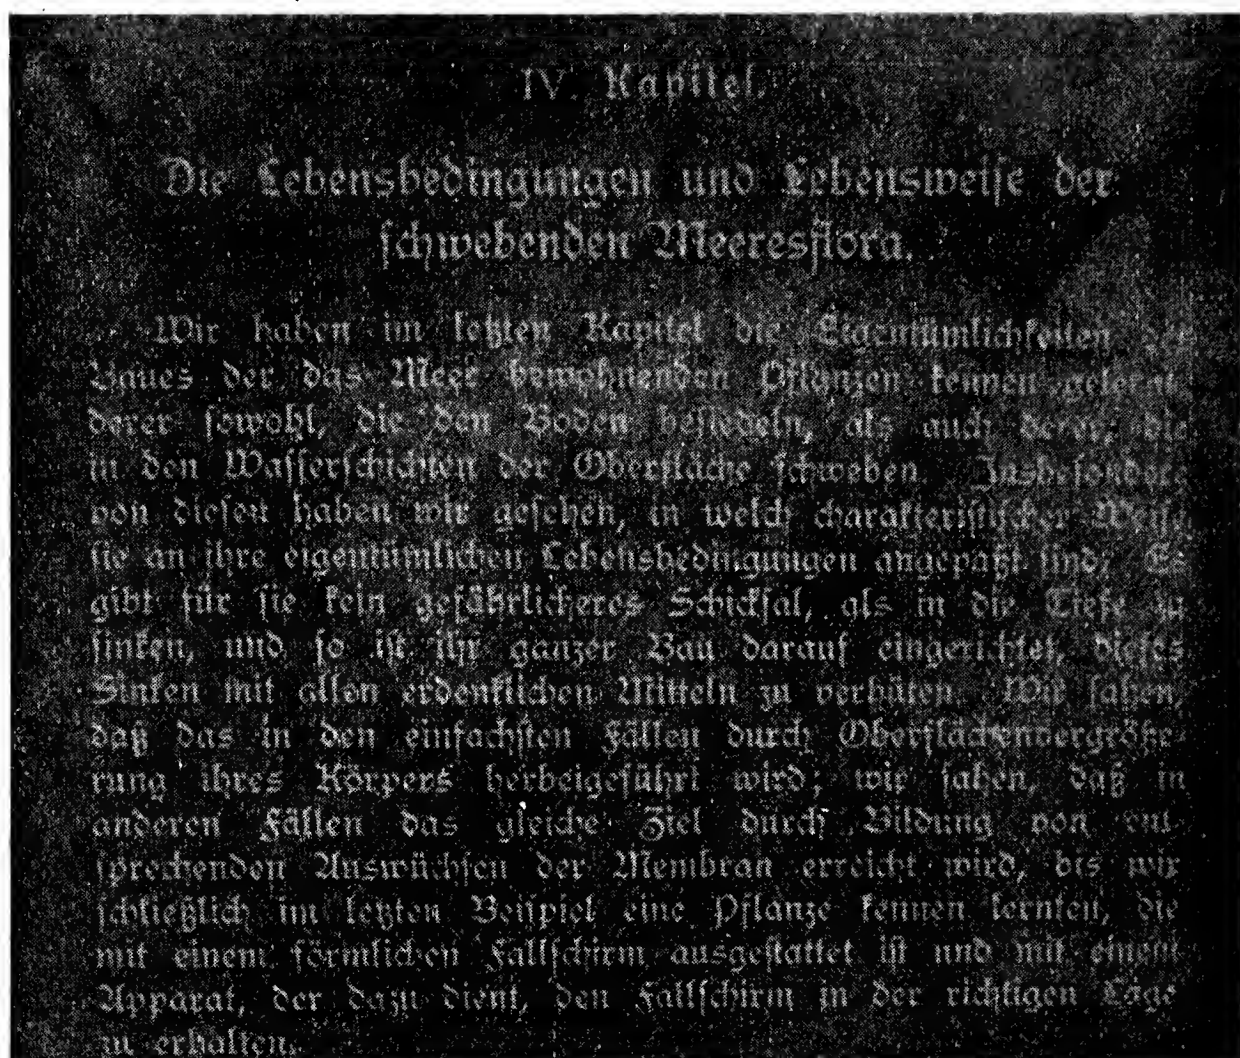 IV. Kapitel.
Die Lebensbedingungen und Lebensweise der
schwebenden Meeresflora.
Wir haben im letzten Kapitel die Eigentümlichkeiten des
Baues der das Meer bewohnenden Pflanzen kennen gelernt,
derer sowohl, die den Boden besiedeln, als auch derer, die
in den Wasserschichten der Oberfläche schweben. Insbesondere
von diesen haben wir gesehen, in welch charakteristischer Weise
sie an ihre eigentümlichen Lebensbedingungen angepaßt sind. Es
gibt für sie kein gefährlicheres Schicksal, als in die Tiefe zu
sinken, und so ist ihr ganzer Bau darauf eingerichtet, dieses
Sinken mit allen erdenklichen Mitteln zu verhüten. Wir sahen,
daß das in den einfachsten Fällen durch Oberflächenvergröße-
rung ihres Körpers herbeigeführt wird; wir sahen, daß in
anderen Fällen das gleiche Ziel durch Bildung von ent-
sprechenden Auswüchsen der Membran erreicht wird, bis wir
schließlich im letzten Beispiel eine Pflanze kennen lernten, die
mit einem förmlichen Fallschirm ausgestattet ist und mit einem
Apparat, der dazu dient, den Fallschirm in der richtigen Lage
zu erhalten.